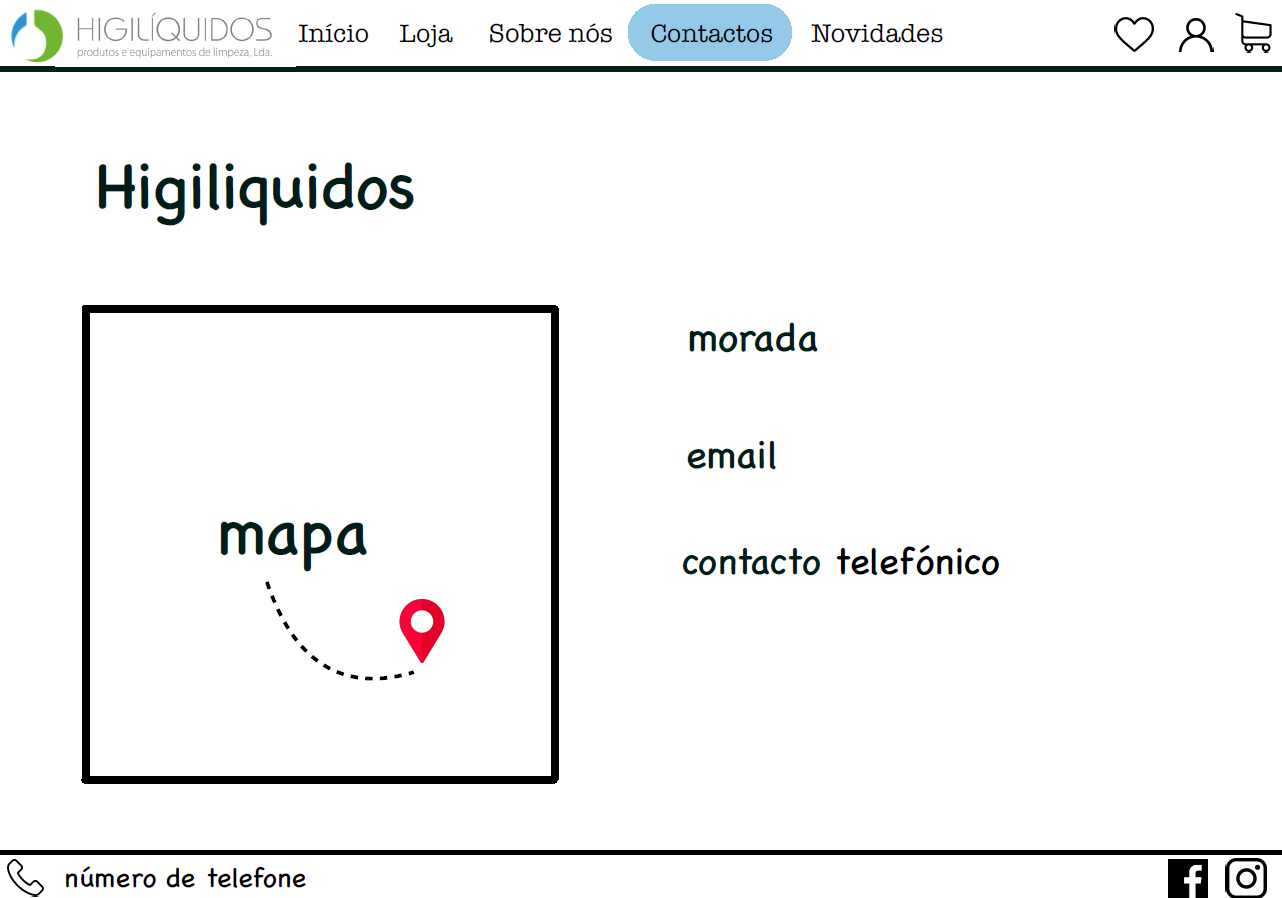 HIGILÍQUIDOS
produtos e equipamentos de limpeza, Lda.
Início Loja Sobre nós Contactos Novidades
Higiliquidos
morada
email
mapa
contacto telefónico
número de telefone